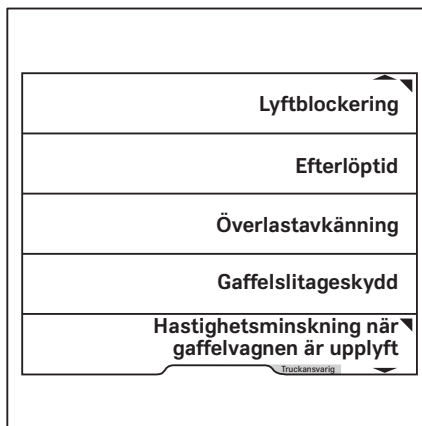 Lyftblockering
Efterlöptid
Överlastavkänning
Gaffelslitageskydd
Hastighetsminskning när
gaffelvagnen är upplyft
Truckansvarig